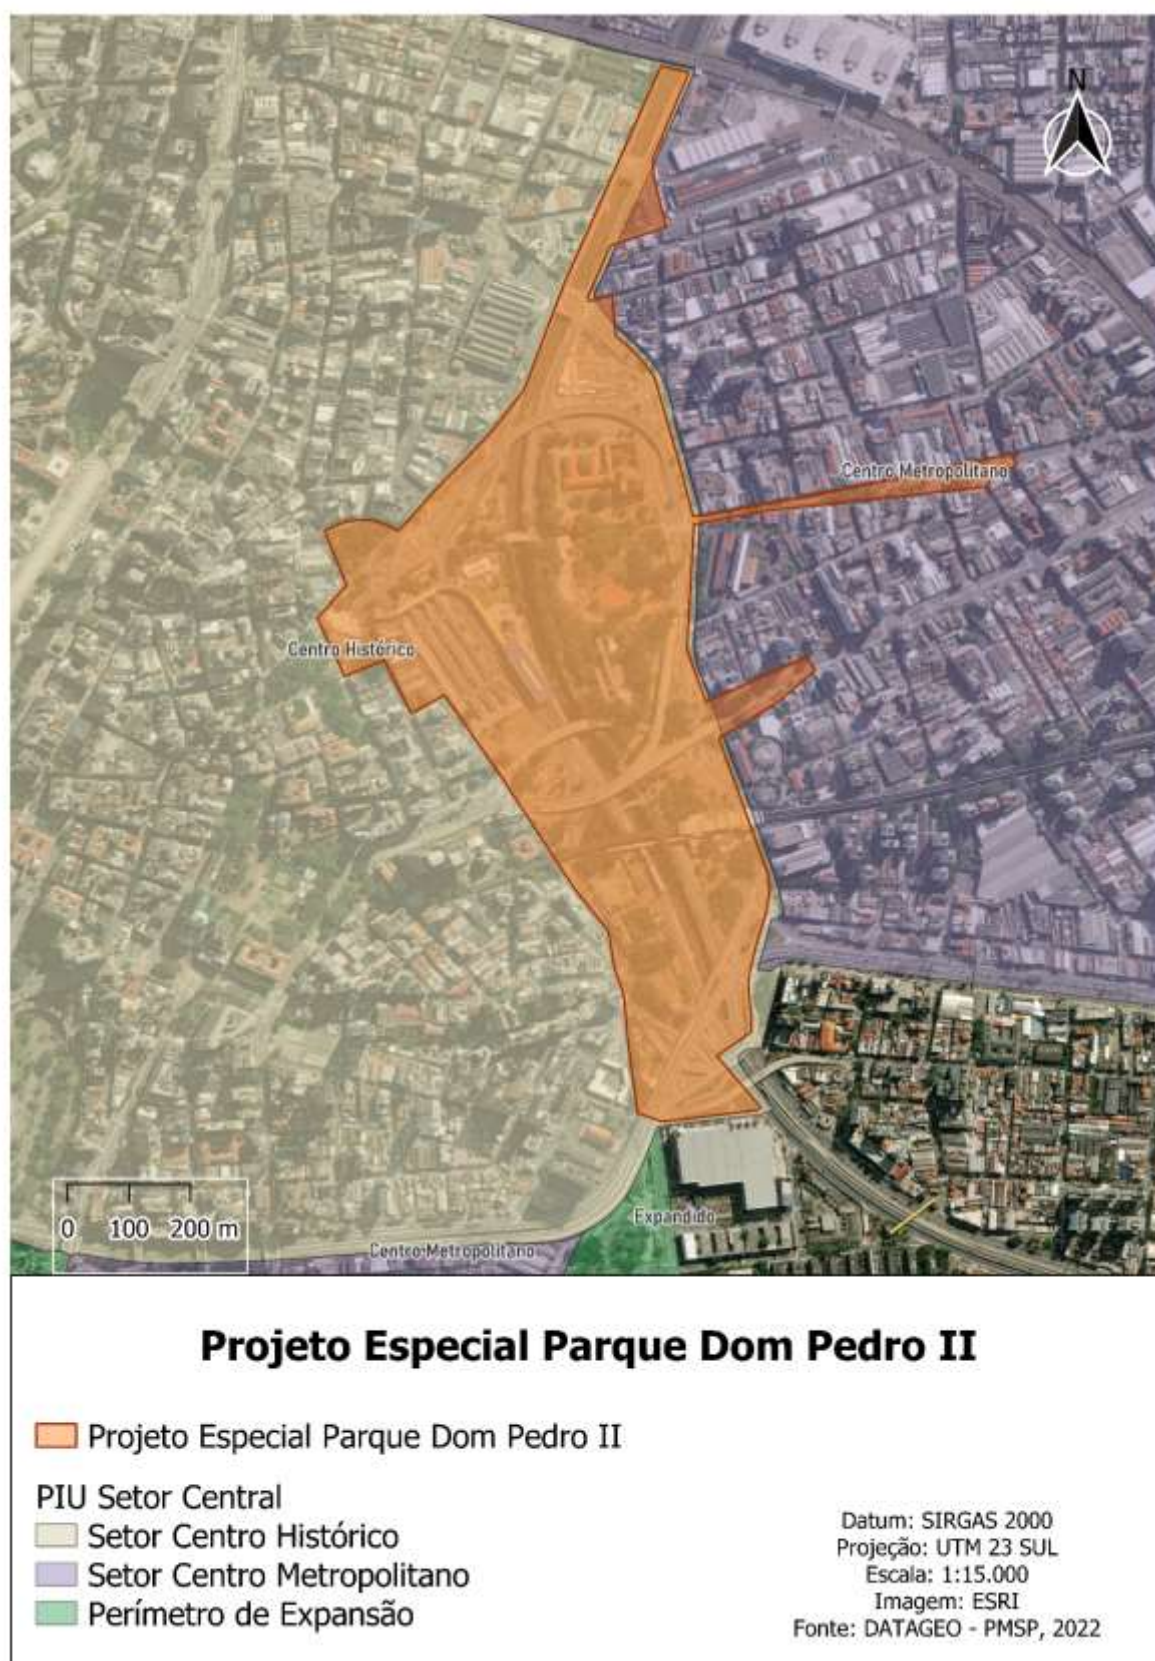 N
Centro Metropolitano
Centro Histórico
Expandido
0 100 200 m
Centro Metropolitano
Projeto Especial Parque Dom Pedro II
Projeto Especial Parque Dom Pedro II
PIU Setor Central
Setor Centro Histórico
Setor Centro Metropolitano
Perímetro de Expansão
Datum: SIRGAS 2000
Projeção: UTM 23 SUL
Escala: 1:15.000
Imagem: ESRI
Fonte: DATAGEO - PMSP, 2022